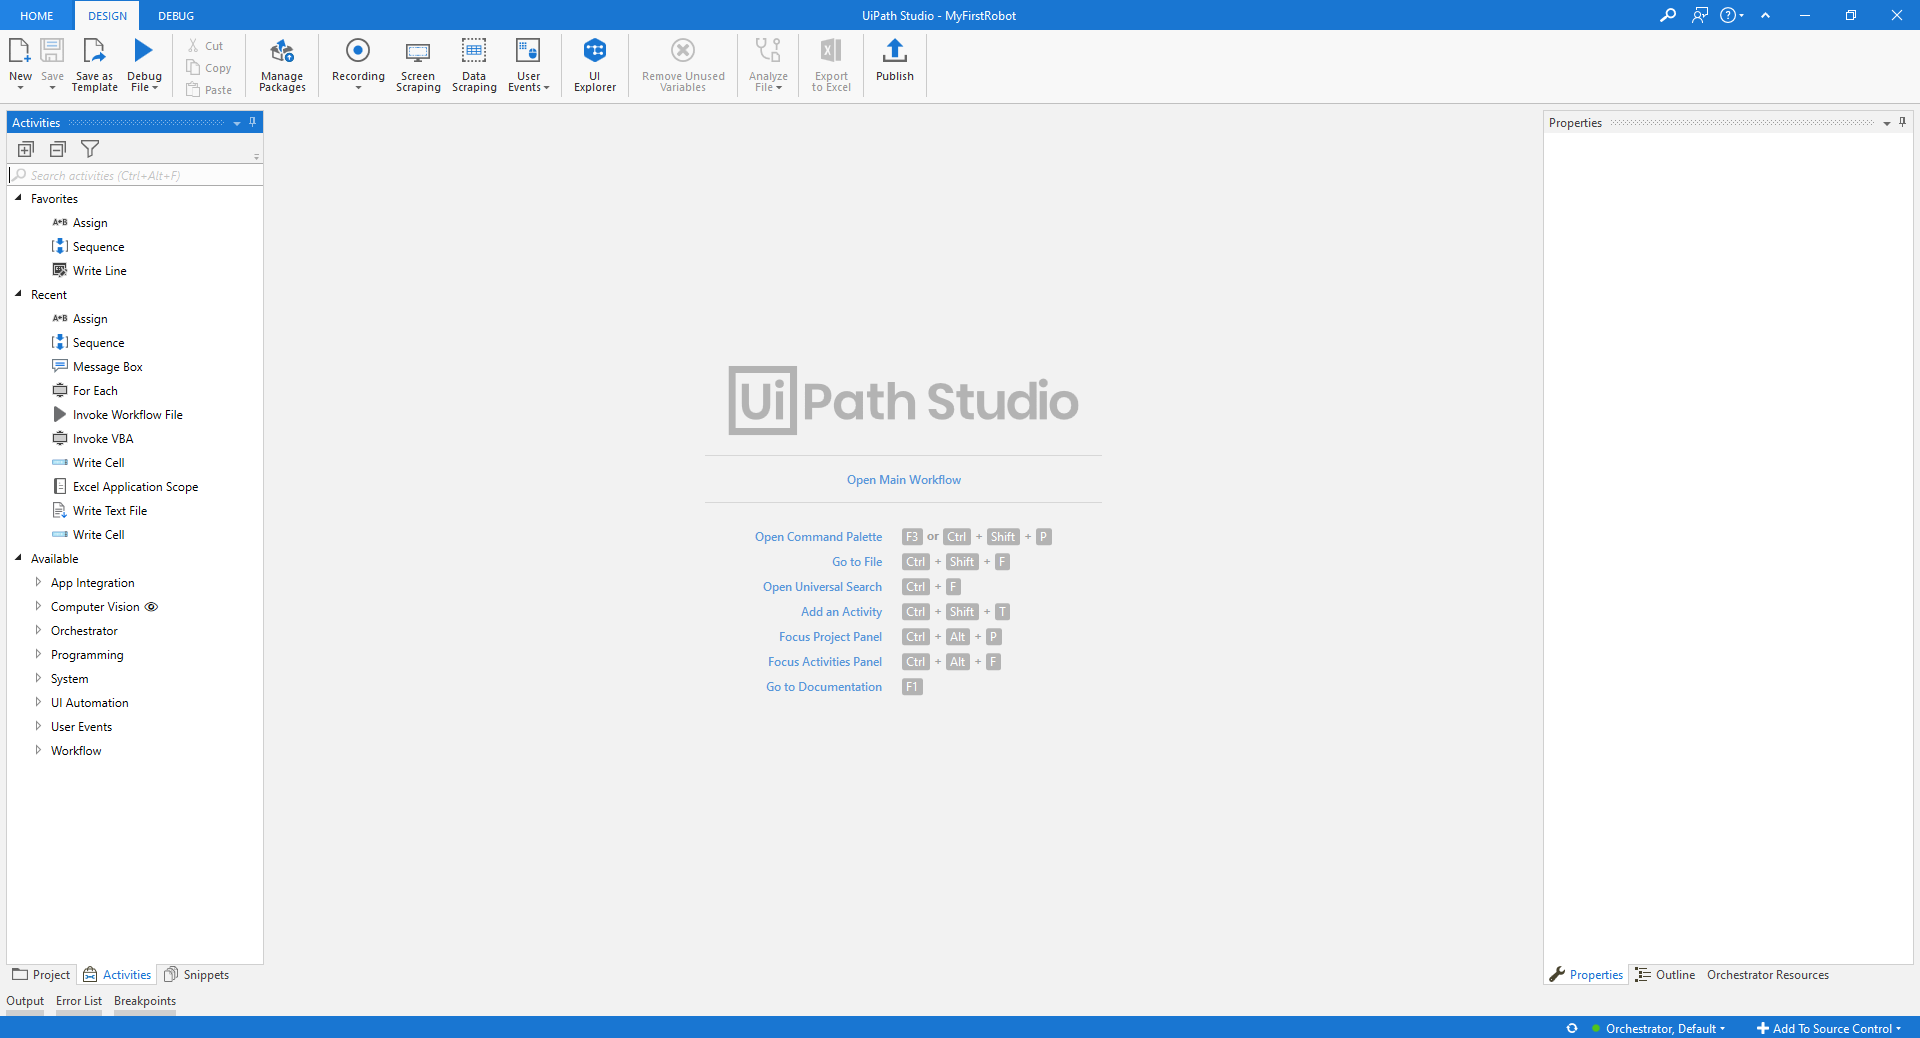 HOME DESIGN DEBUG UiPath Studio - MyFirstRobot
New Save Save as Template Debug File Cut Copy Paste Manage Packages Recording Screen Scraping Data Scraping User Events UI Explorer Remove Unused Variables Analyze File Export to Excel Publish
Activities
Search activities (Ctrl+Alt+F)
Favorites
Assign
Sequence
Write Line
Recent
Assign
Sequence
Message Box
For Each
Invoke Workflow File
Invoke VBA
Write Cell
Excel Application Scope
Write Text File
Write Cell
Available
App Integration
Computer Vision
Orchestrator
Programming
System
UI Automation
User Events
Workflow
Project Activities Snippets
Output Error List Breakpoints
UiPath Studio
Open Main Workflow
Open Command Palette F3 or Ctrl + Shift + P
Go to File Ctrl + Shift + F
Open Universal Search Ctrl + F
Add an Activity Ctrl + Shift + T
Focus Project Panel Ctrl + Alt + P
Focus Activities Panel Ctrl + Alt + F
Go to Documentation F1
Properties
Properties Outline Orchestrator Resources
Orchestrator, Default Add To Source Control